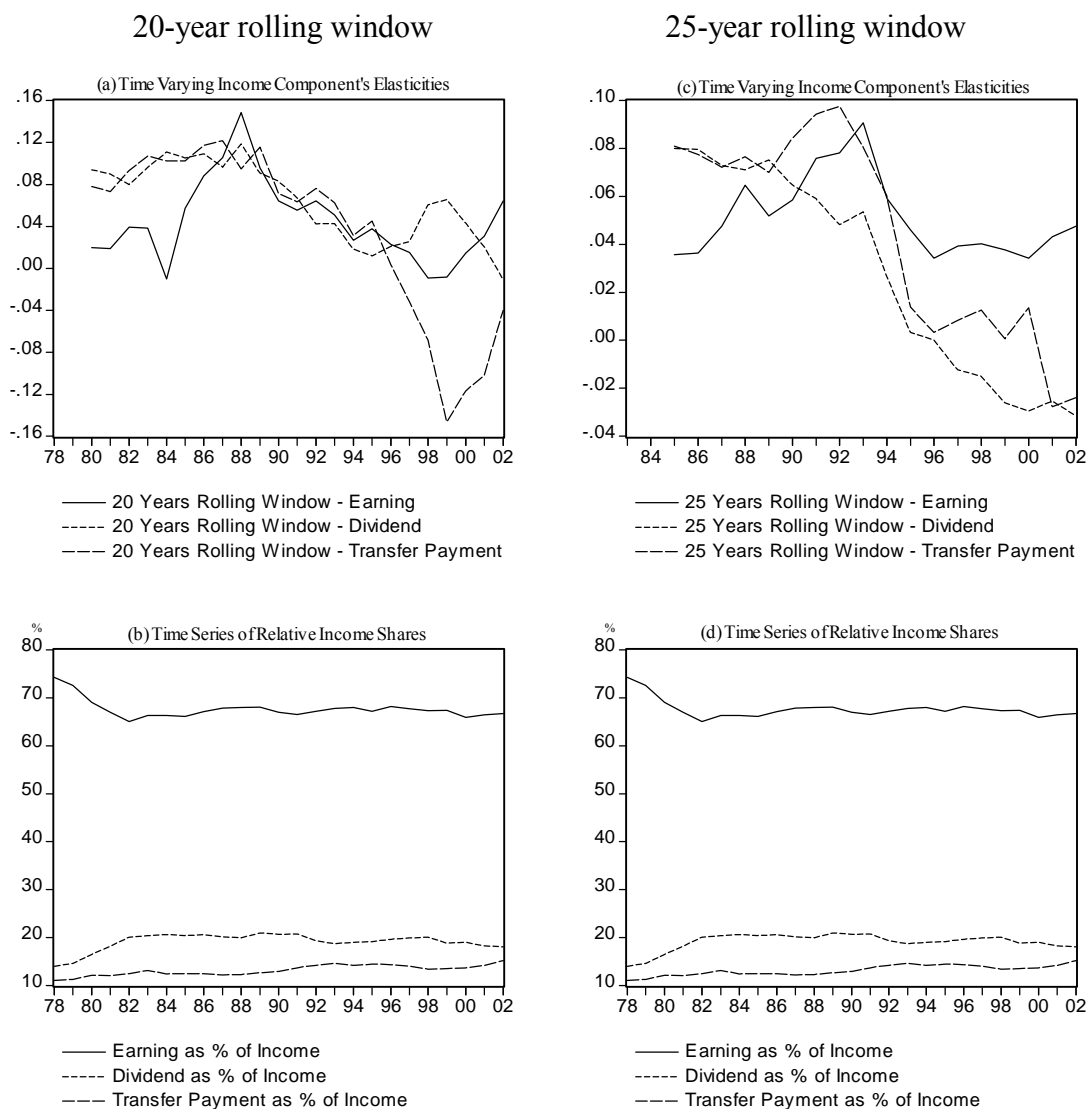 20-year rolling window
25-year rolling window
(a) Time Varying Income Component's Elasticities
.16
.12
.08
.04
.00
-.04
-.08
-.12
-.16
78 80 82 84 86 88 90 92 94 96 98 00 02
20 Years Rolling Window - Earning
20 Years Rolling Window - Dividend
20 Years Rolling Window - Transfer Payment
(c) Time Varying Income Component's Elasticities
.10
.08
.06
.04
.02
.00
-.02
-.04
84 86 88 90 92 94 96 98 00 02
25 Years Rolling Window - Earning
25 Years Rolling Window - Dividend
25 Years Rolling Window - Transfer Payment
(b) Time Series of Relative Income Shares
%
80
70
60
50
40
30
20
10
78 80 82 84 86 88 90 92 94 96 98 00 02
Earning as % of Income
Dividend as % of Income
Transfer Payment as % of Income
(d) Time Series of Relative Income Shares
%
80
70
60
50
40
30
20
10
78 80 82 84 86 88 90 92 94 96 98 00 02
Earning as % of Income
Dividend as % of Income
Transfer Payment as % of Income